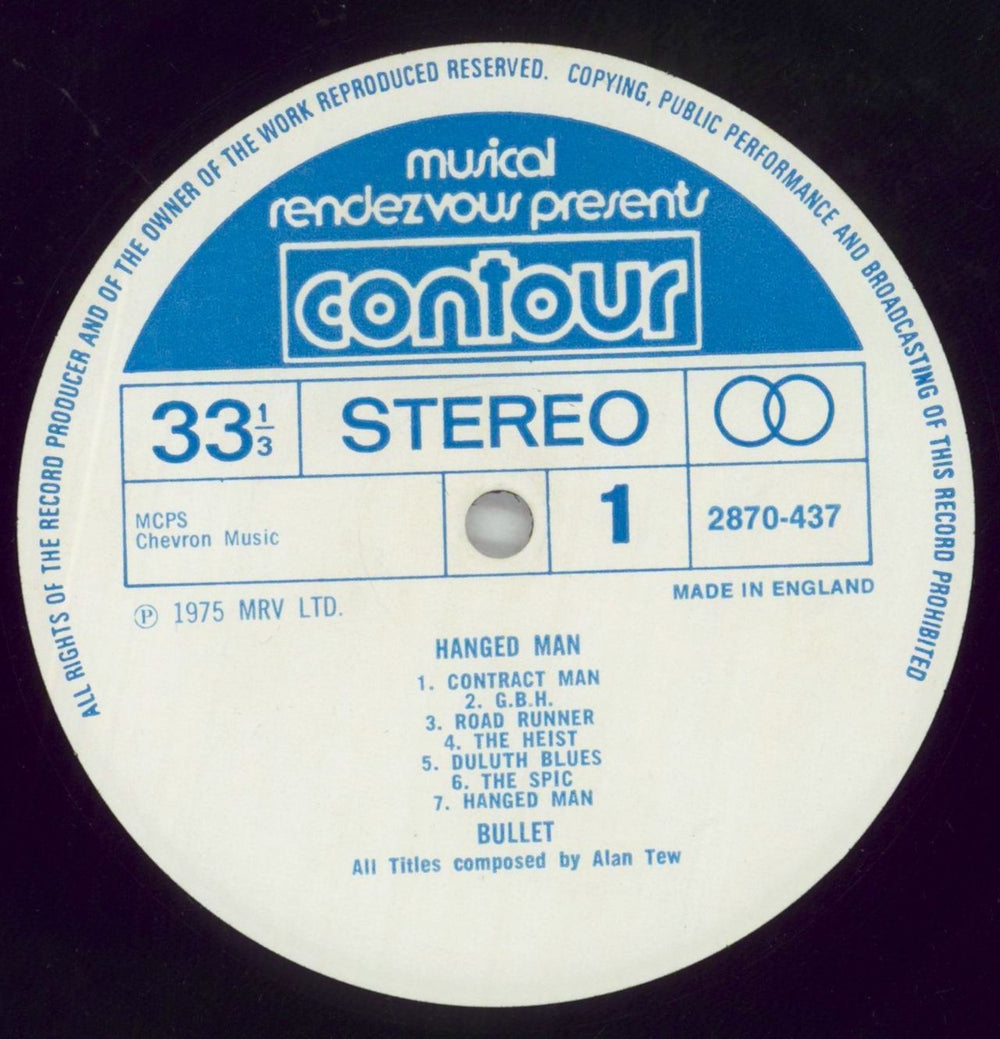 ALL RIGHTS OF THE RECORD PRODUCER AND OF THE OWNER OF THE WORK REPRODUCED RESERVED. COPYING, PUBLIC PERFORMANCE AND BROADCASTING OF THIS RECORD PROHIBITED
musical
rendezvous presents
contour
33 1/3 STEREO
MCPS
Chevron Music
1
2870-437
MADE IN ENGLAND
Ⓟ 1975 MRV LTD.
HANGED MAN
1. CONTRACT MAN
2. G.B.H.
3. ROAD RUNNER
4. THE HEIST
5. DULUTH BLUES
6. THE SPIC
7. HANGED MAN
BULLET
All Titles composed by Alan Tew